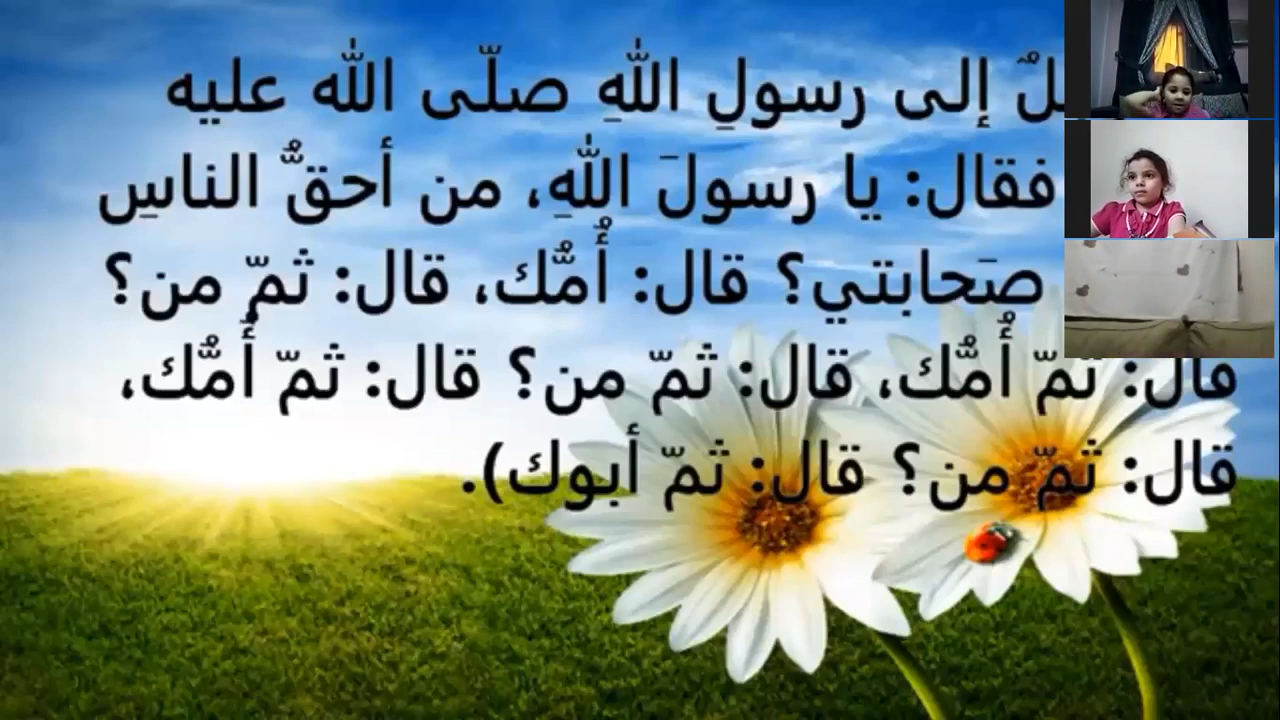 إلى رسولِ اللهِ صلّى الله عليه
فقال: يا رسولَ اللهِ، من أحقُّ الناسِ
صَحابتي؟ قال: أُمُّك، قال: ثمّ من؟
قال: ثمّ أُمُّك، قال: ثمّ من؟ قال: ثمّ أُمُّك،
قال: ثمّ من؟ قال: ثمّ أبوك).